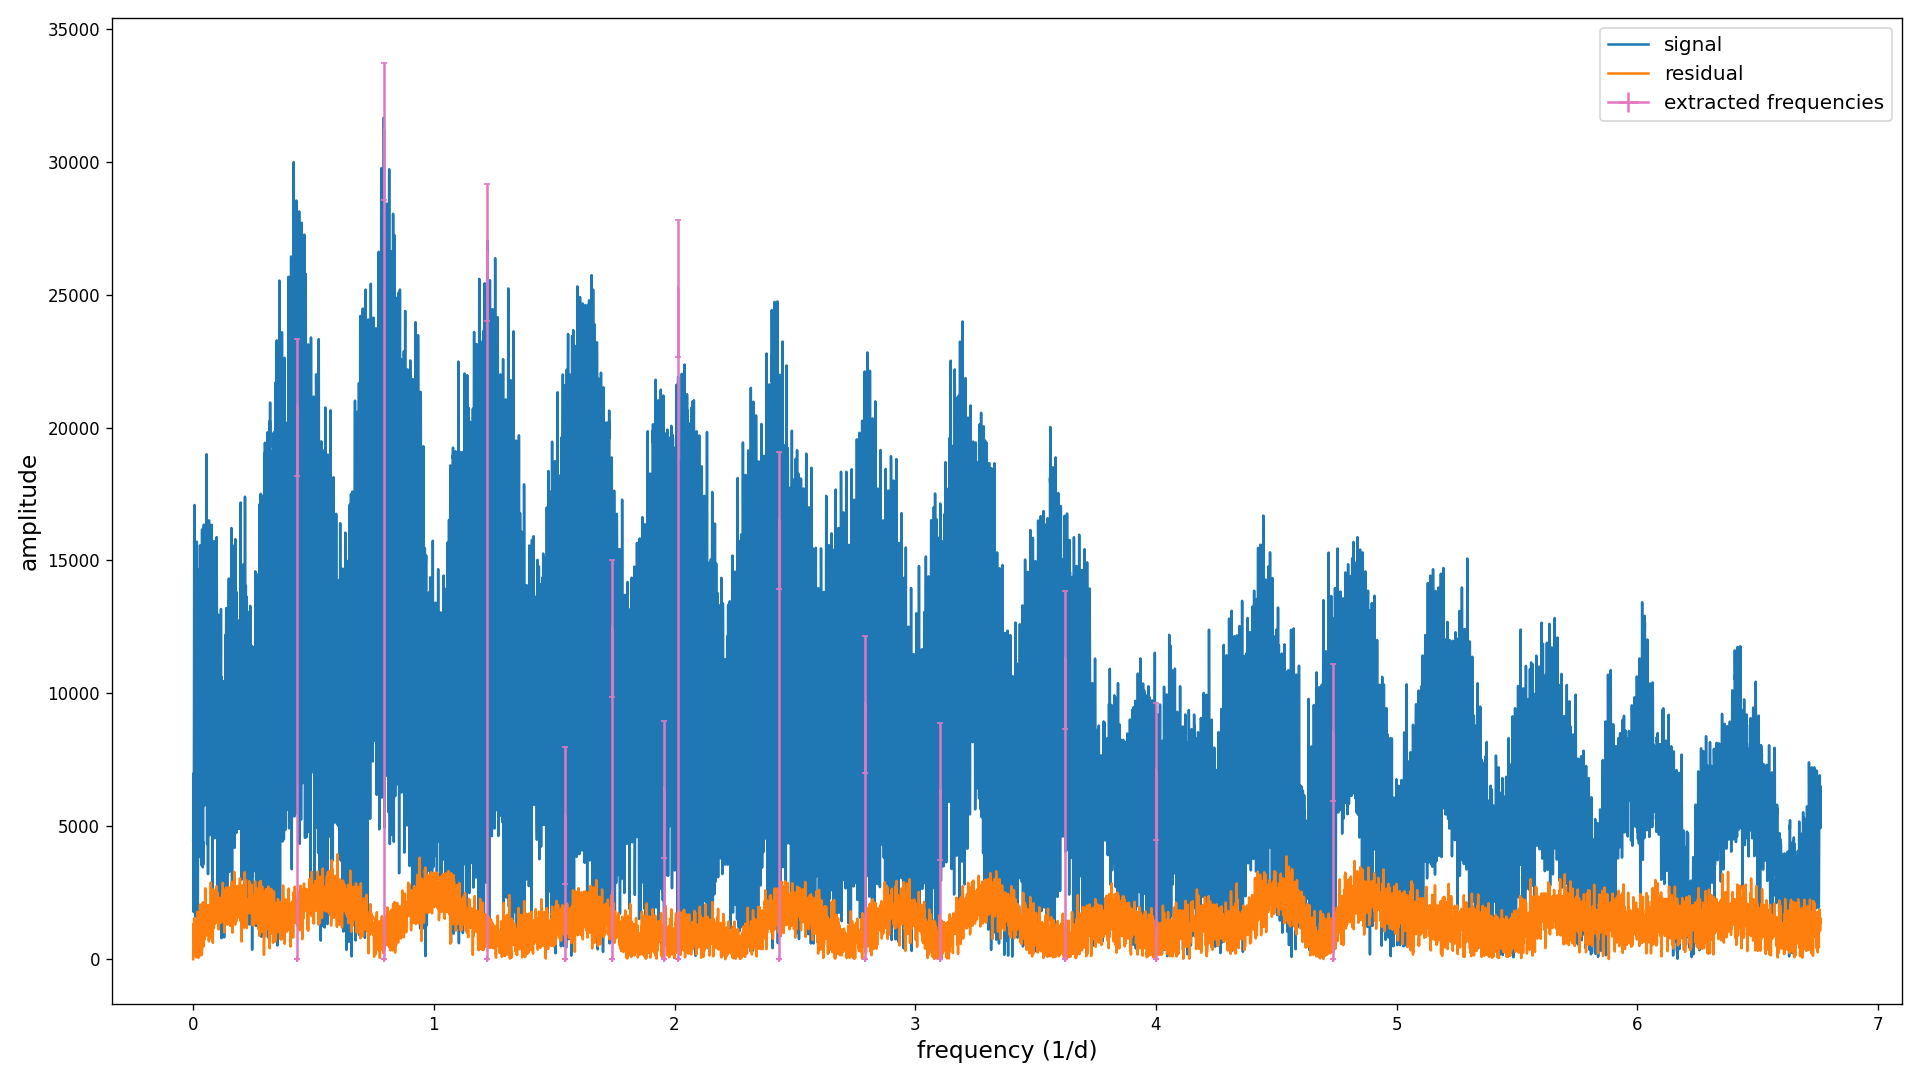 signal
residual
extracted frequencies
amplitude
35000
30000
25000
20000
15000
10000
5000
0
0 1 2 3 4 5 6 7
frequency (1/d)